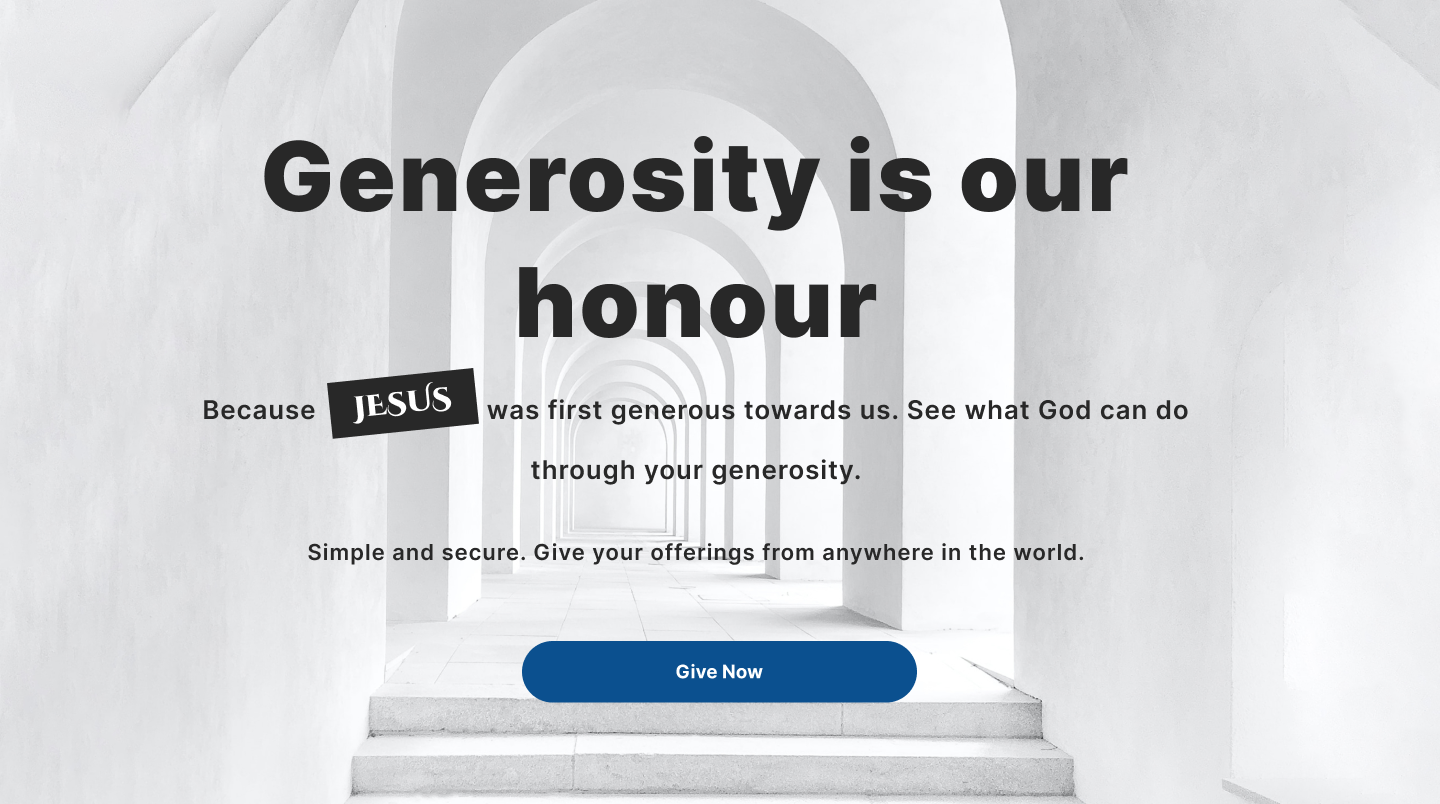 Generosity is our
honour
Because JESUS was first generous towards us. See what God can do
through your generosity.
Simple and secure. Give your offerings from anywhere in the world.
Give Now